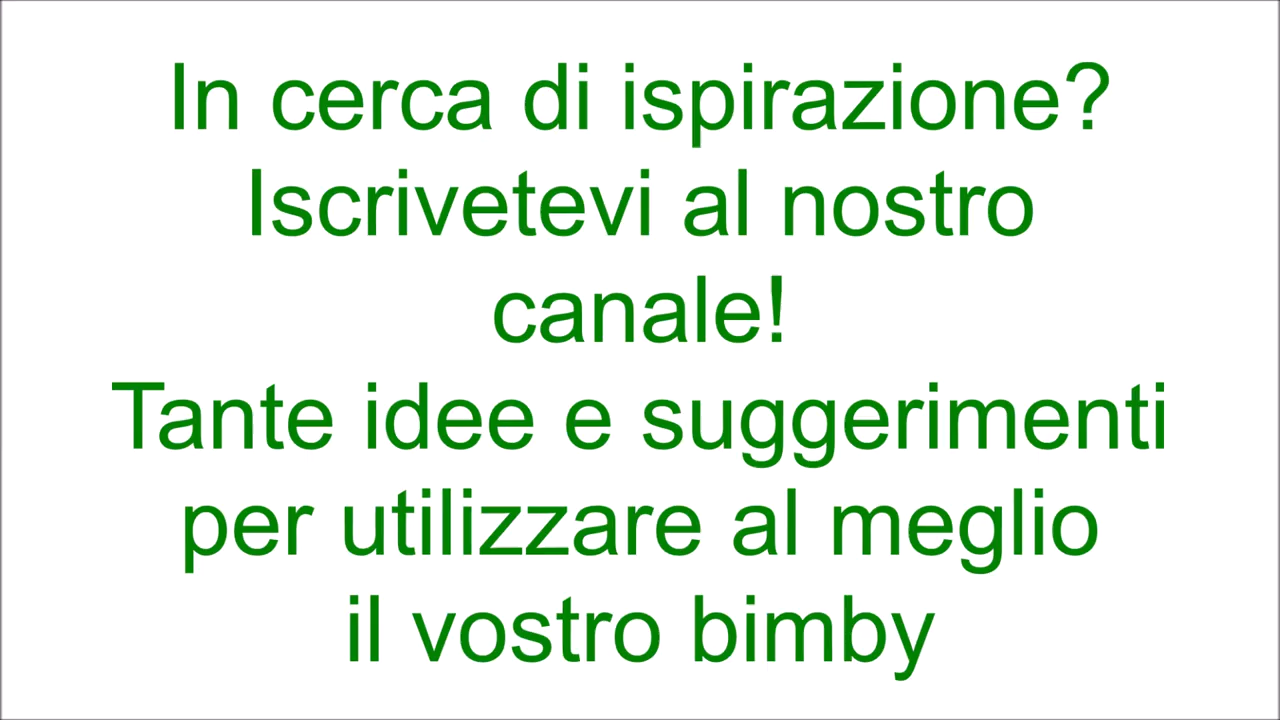 In cerca di ispirazione?
Iscrivetevi al nostro
canale!
Tante idee e suggerimenti
per utilizzare al meglio
il vostro bimby